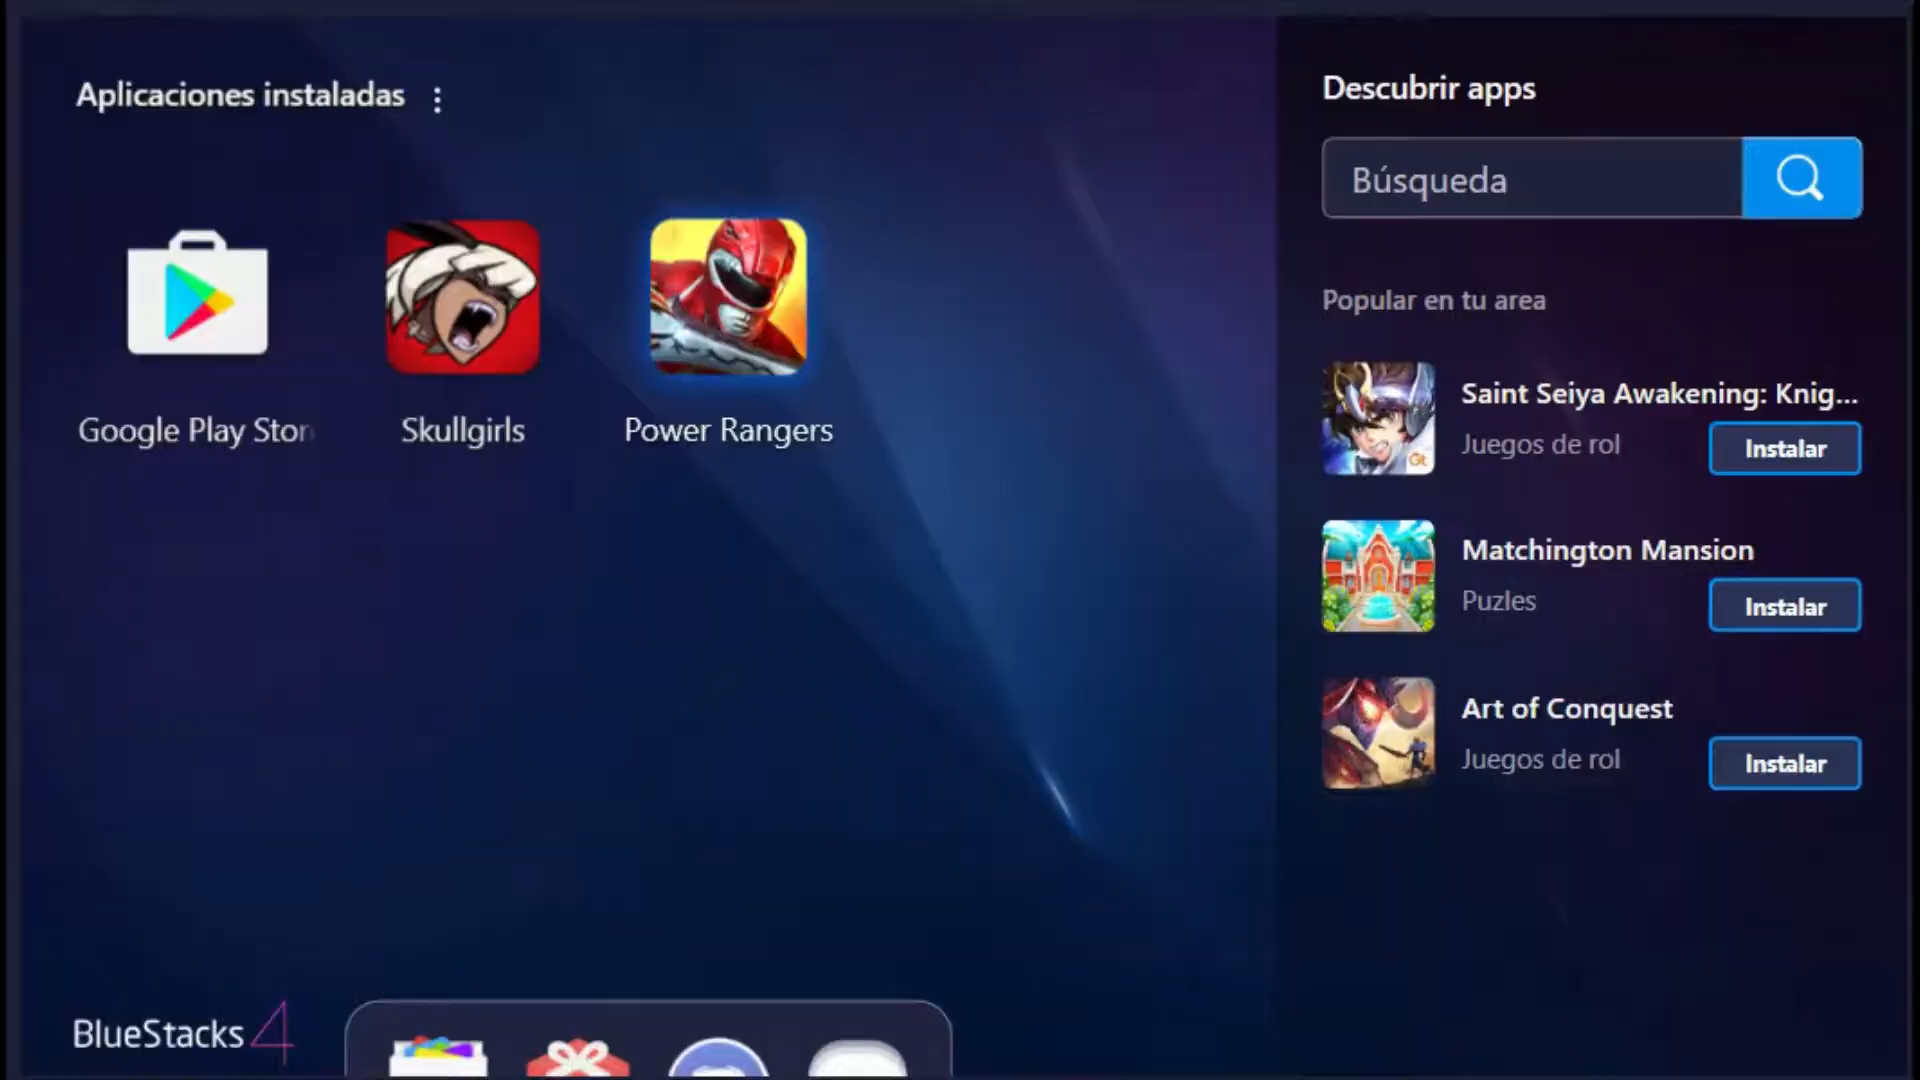 Aplicaciones instaladas
Google Play Stor
Skullgirls
Power Rangers
Descubrir apps
Búsqueda
Popular en tu area
Saint Seiya Awakening: Knig...
Juegos de rol
Instalar
Matchington Mansion
Puzles
Instalar
Art of Conquest
Juegos de rol
Instalar
BlueStacks 4